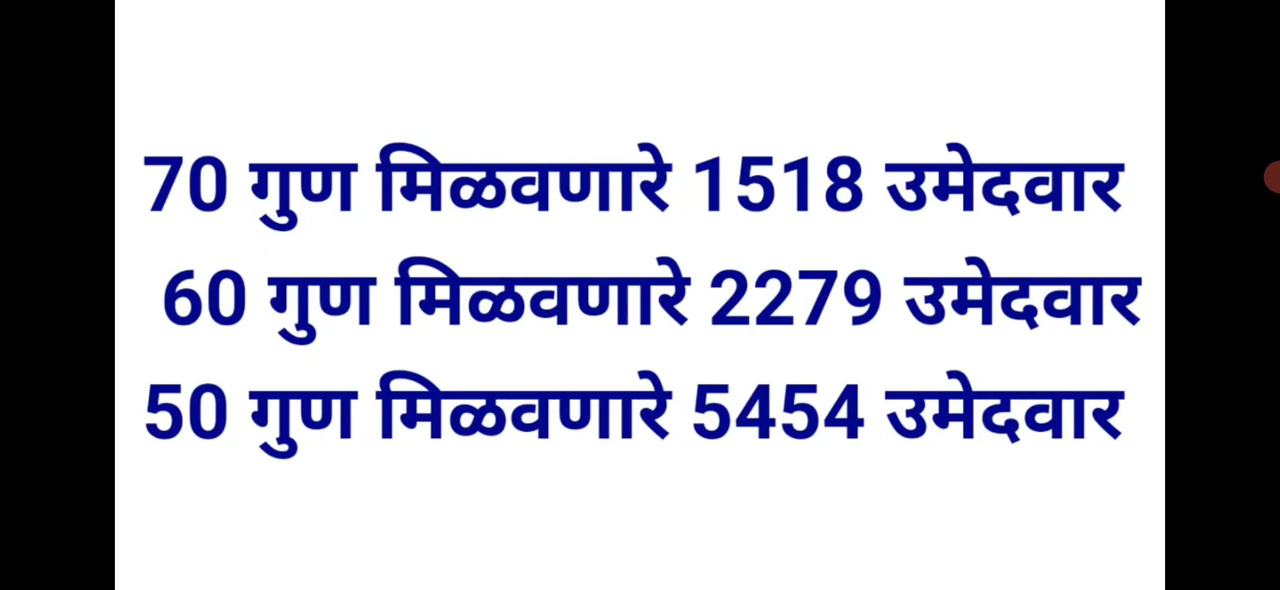 70 गुण मिळवणारे 1518 उमेदवार
60 गुण मिळवणारे 2279 उमेदवार
50 गुण मिळवणारे 5454 उमेदवार